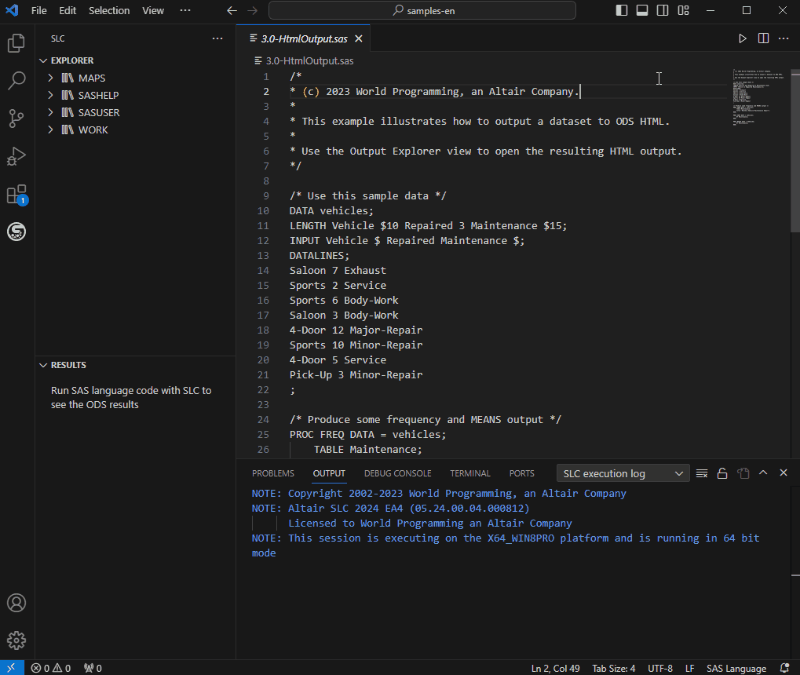 File Edit Selection View ··· samples-en
SLC ···
EXPLORER
MAPS
SASHELP
SASUSER
WORK
1
RESULTS
Run SAS language code with SLC to
see the ODS results
3.0-HtmlOutput.sas
3.0-HtmlOutput.sas
1 /*
2 * (c) 2023 World Programming, an Altair Company.
3 *
4 * This example illustrates how to output a dataset to ODS HTML.
5 *
6 * Use the Output Explorer view to open the resulting HTML output.
7 */
8
9 /* Use this sample data */
10 DATA vehicles;
11 LENGTH Vehicle $10 Repaired 3 Maintenance $15;
12 INPUT Vehicle $ Repaired Maintenance $;
13 DATALINES;
14 Saloon 7 Exhaust
15 Sports 2 Service
16 Sports 6 Body-Work
17 Saloon 3 Body-Work
18 4-Door 12 Major-Repair
19 Sports 10 Minor-Repair
20 4-Door 5 Service
21 Pick-Up 3 Minor-Repair
22 ;
23
24 /* Produce some frequency and MEANS output */
25 PROC FREQ DATA = vehicles;
26 TABLE Maintenance;
PROBLEMS OUTPUT DEBUG CONSOLE TERMINAL PORTS SLC execution log
NOTE: Copyright 2002-2023 World Programming, an Altair Company
NOTE: Altair SLC 2024 EA4 (05.24.00.04.000812)
Licensed to World Programming an Altair Company
NOTE: This session is executing on the X64_WIN8PRO platform and is running in 64 bit
mode
0 0 0 Ln 2, Col 49 Tab Size: 4 UTF-8 LF SAS Language